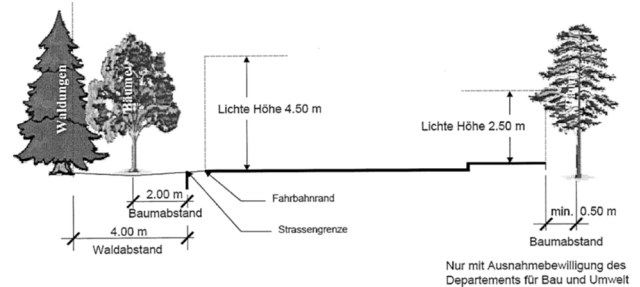 Waldungen
Bäume
Lichte Höhe 4.50 m
Lichte Höhe 2.50 m
2.00 m
Baumabstand
Fahrbahnrand
Strassengrenze
4.00 m
Waldabstand
min. 0.50 m
Baumabstand
Nur mit Ausnahmebewilligung des
Departements für Bau und Umwelt